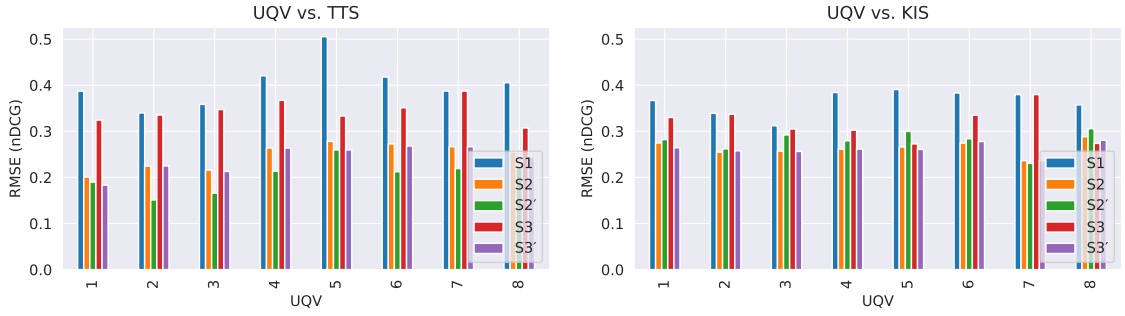 UQV vs. TTS
RMSE (nDCG)
0.5
0.4
0.3
0.2
0.1
0.0
1 2 3 4 5 6 7 8
UQV
S1
S2
S2′
S3
S3′
UQV vs. KIS
RMSE (nDCG)
0.5
0.4
0.3
0.2
0.1
0.0
1 2 3 4 5 6 7 8
UQV
S1
S2
S2′
S3
S3′